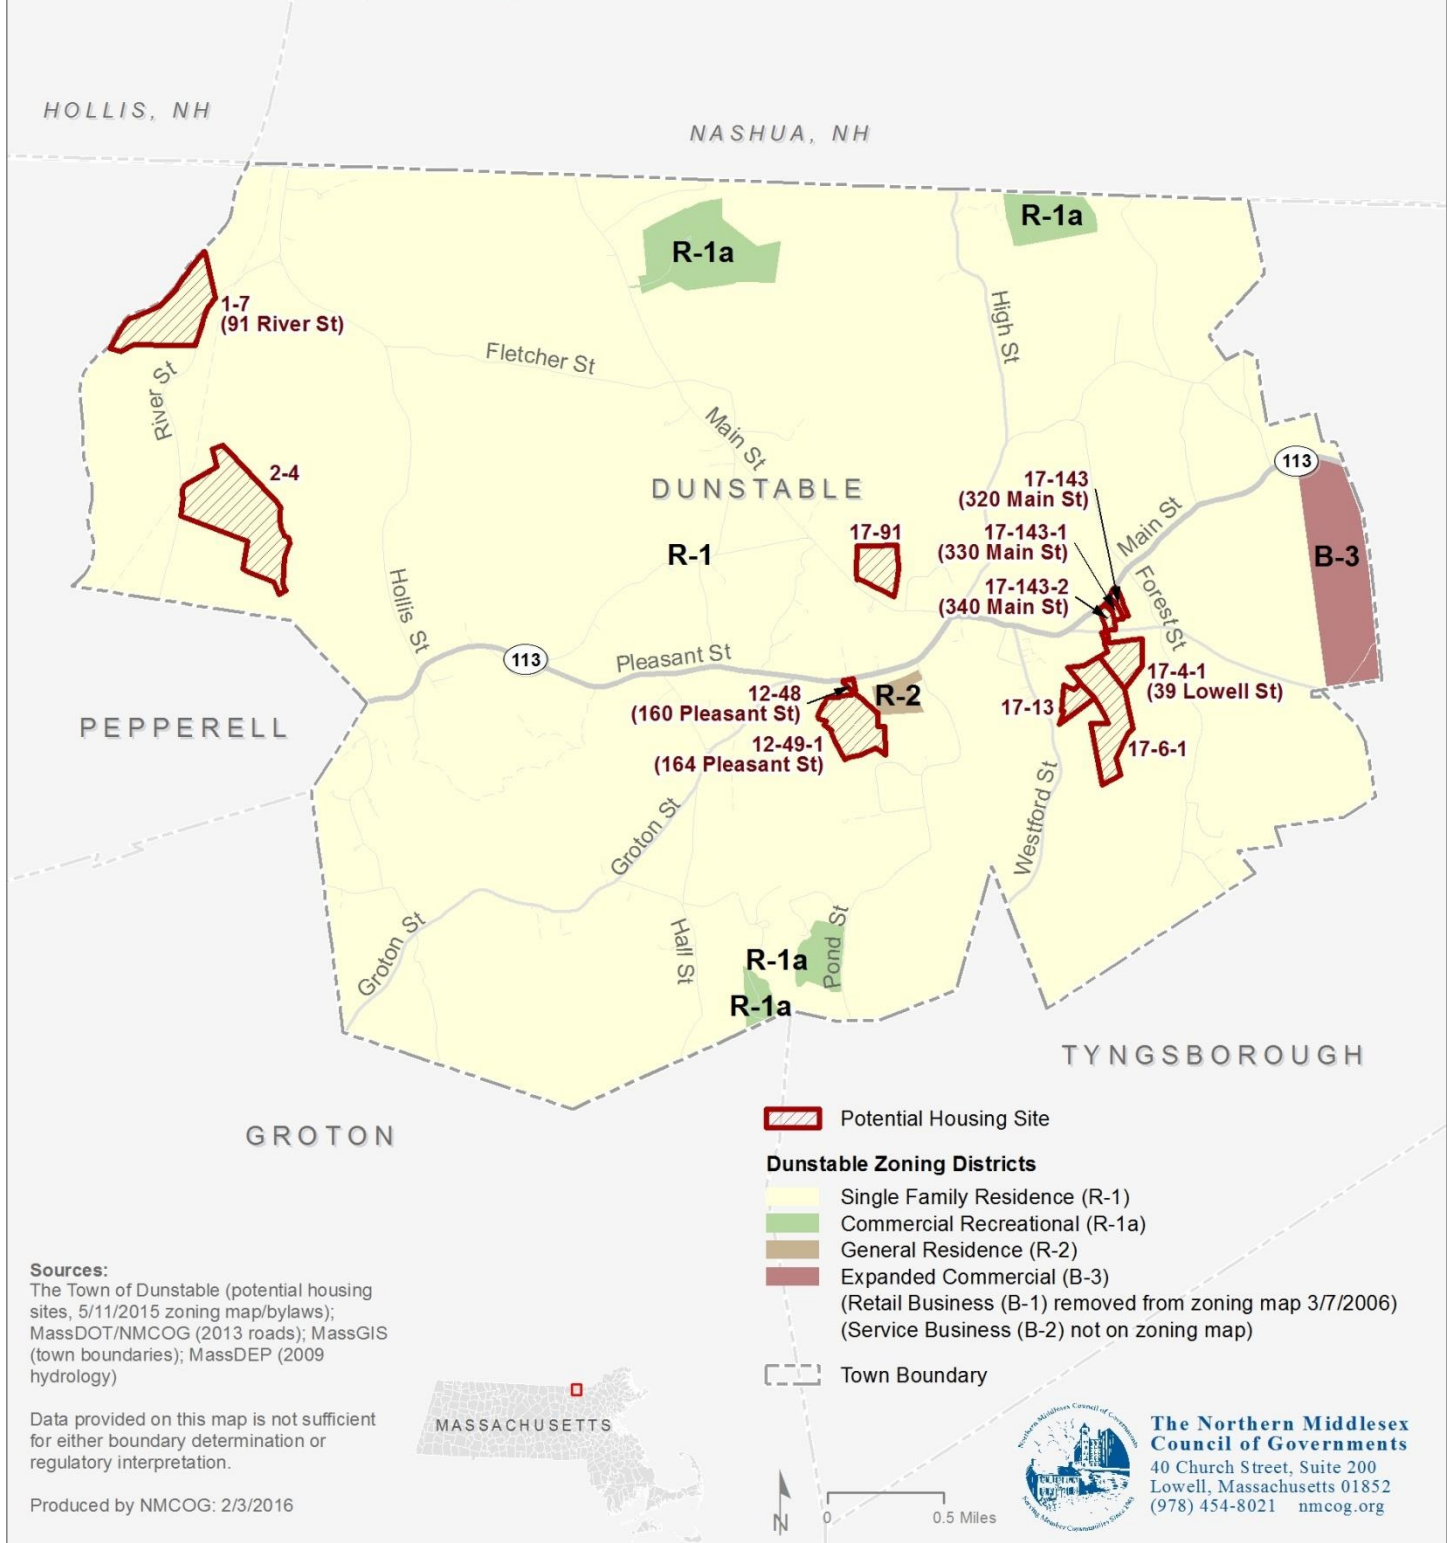 HOLLIS, NH
NASHUA, NH
R-1a
R-1a
1-7
(91 River St)
High St
Fletcher St
River St
Main St
113
2-4
DUNSTABLE
17-143
(320 Main St)
Main St
17-91
17-143-1
(330 Main St)
R-1
B-3
17-143-2
(340 Main St)
Forest St
Hollis St
113
Pleasant St
17-4-1
(39 Lowell St)
12-48
(160 Pleasant St)
R-2
17-13
PEPPERELL
12-49-1
(164 Pleasant St)
17-6-1
Groton St
Westford St
Groton St
Hall St
R-1a
Pond St
R-1a
TYNGSBOROUGH
GROTON
Potential Housing Site
Dunstable Zoning Districts
Single Family Residence (R-1)
Commercial Recreational (R-1a)
General Residence (R-2)
Expanded Commercial (B-3)
(Retail Business (B-1) removed from zoning map 3/7/2006)
(Service Business (B-2) not on zoning map)
Town Boundary
Sources:
The Town of Dunstable (potential housing
sites, 5/11/2015 zoning map/bylaws);
MassDOT/NMCOG (2013 roads); MassGIS
(town boundaries); MassDEP (2009
hydrology)
Data provided on this map is not sufficient
for either boundary determination or
regulatory interpretation.
Produced by NMCOG: 2/3/2016
MASSACHUSETTS
N
0 0.5 Miles
Northern Middlesex Council of Governments
Serving Member Communities Since 1963
The Northern Middlesex
Council of Governments
40 Church Street, Suite 200
Lowell, Massachusetts 01852
(978) 454-8021 nmcog.org